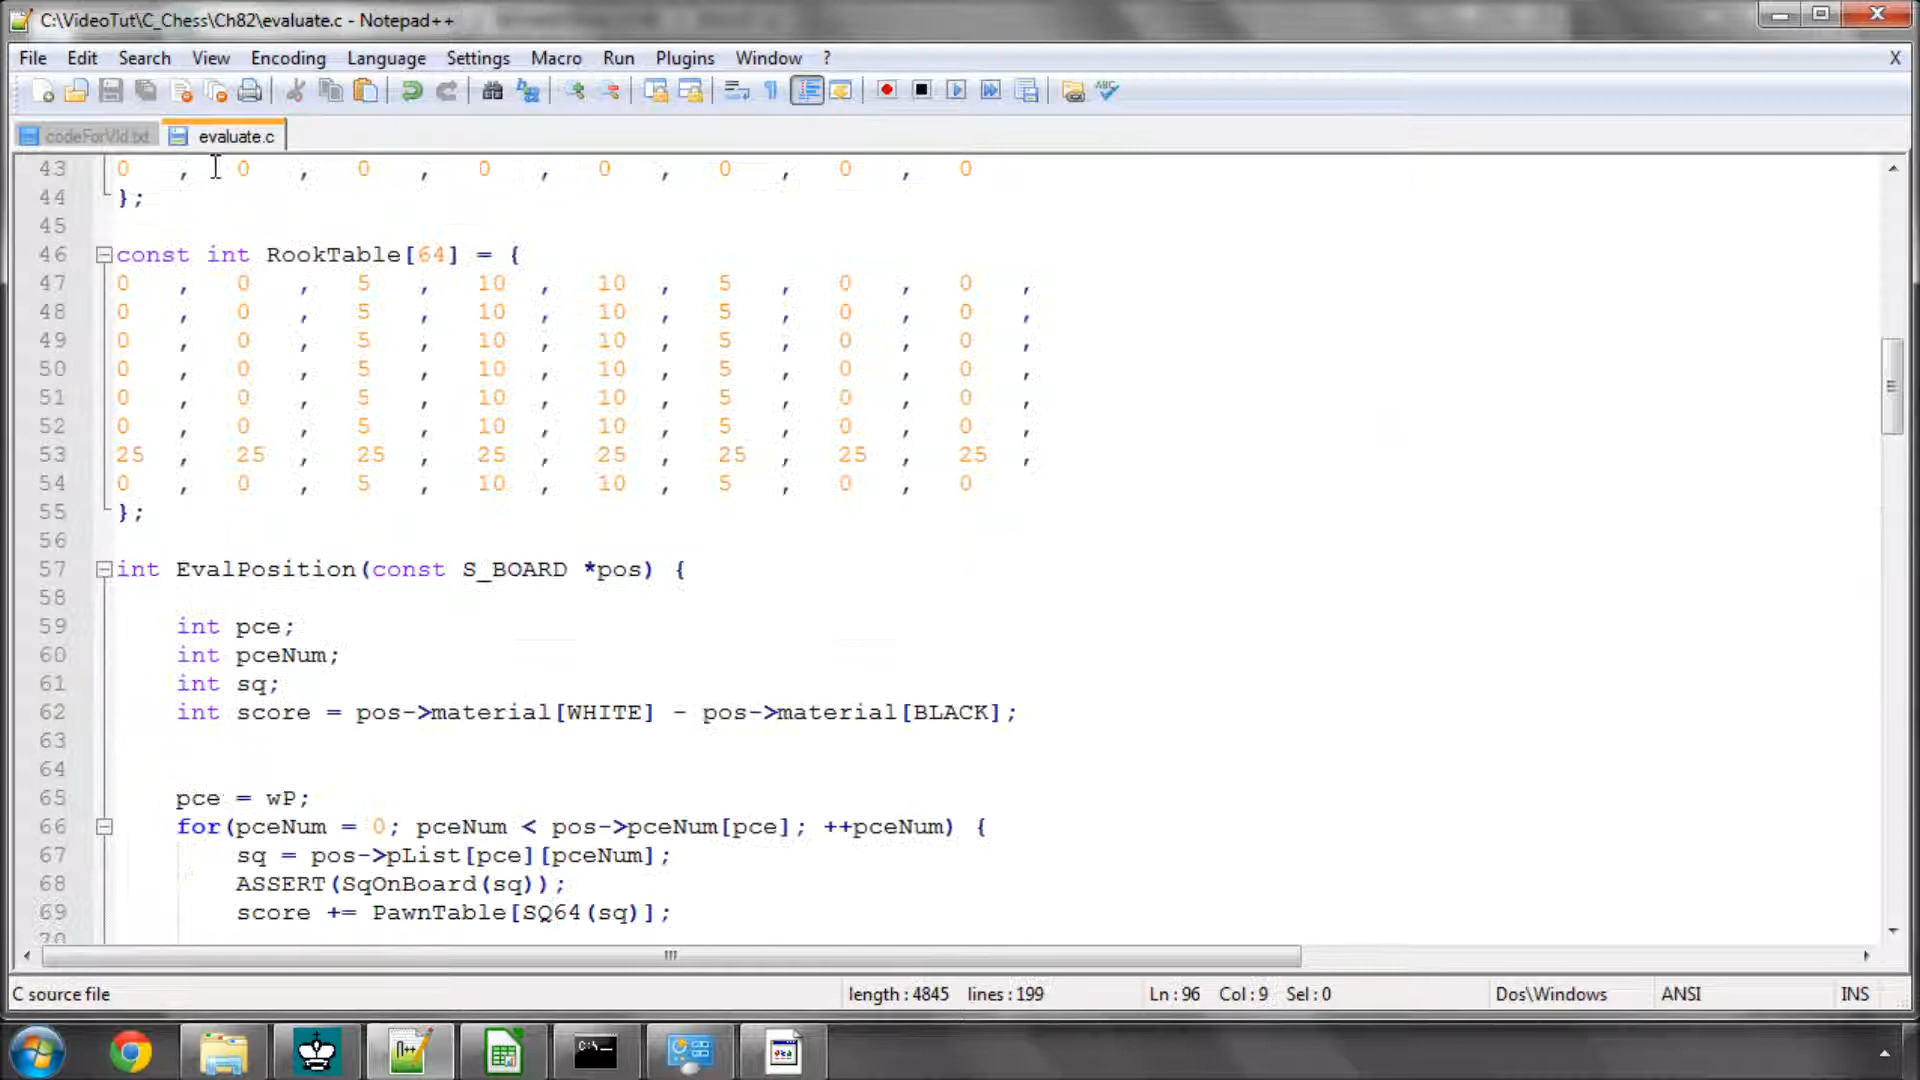 C:\VideoTut\C_Chess\Ch82\evaluate.c - Notepad++
File Edit Search View Encoding Language Settings Macro Run Plugins Window ? X
codeForVid.txt evaluate.c
43 0 , 0 , 0 , 0 , 0 , 0 , 0 , 0
44 };
45
46 const int RookTable[64] = {
47 0 , 0 , 5 , 10 , 10 , 5 , 0 , 0 ,
48 0 , 0 , 5 , 10 , 10 , 5 , 0 , 0 ,
49 0 , 0 , 5 , 10 , 10 , 5 , 0 , 0 ,
50 0 , 0 , 5 , 10 , 10 , 5 , 0 , 0 ,
51 0 , 0 , 5 , 10 , 10 , 5 , 0 , 0 ,
52 0 , 0 , 5 , 10 , 10 , 5 , 0 , 0 ,
53 25 , 25 , 25 , 25 , 25 , 25 , 25 , 25 ,
54 0 , 0 , 5 , 10 , 10 , 5 , 0 , 0
55 };
56
57 int EvalPosition(const S_BOARD *pos) {
58
59 int pce;
60 int pceNum;
61 int sq;
62 int score = pos->material[WHITE] - pos->material[BLACK];
63
64
65 pce = wP;
66 for(pceNum = 0; pceNum < pos->pceNum[pce]; ++pceNum) {
67 sq = pos->pList[pce][pceNum];
68 ASSERT(SqOnBoard(sq));
69 score += PawnTable[SQ64(sq)];
70
C source file length : 4845 lines : 199 Ln : 96 Col : 9 Sel : 0 Dos\Windows ANSI INS